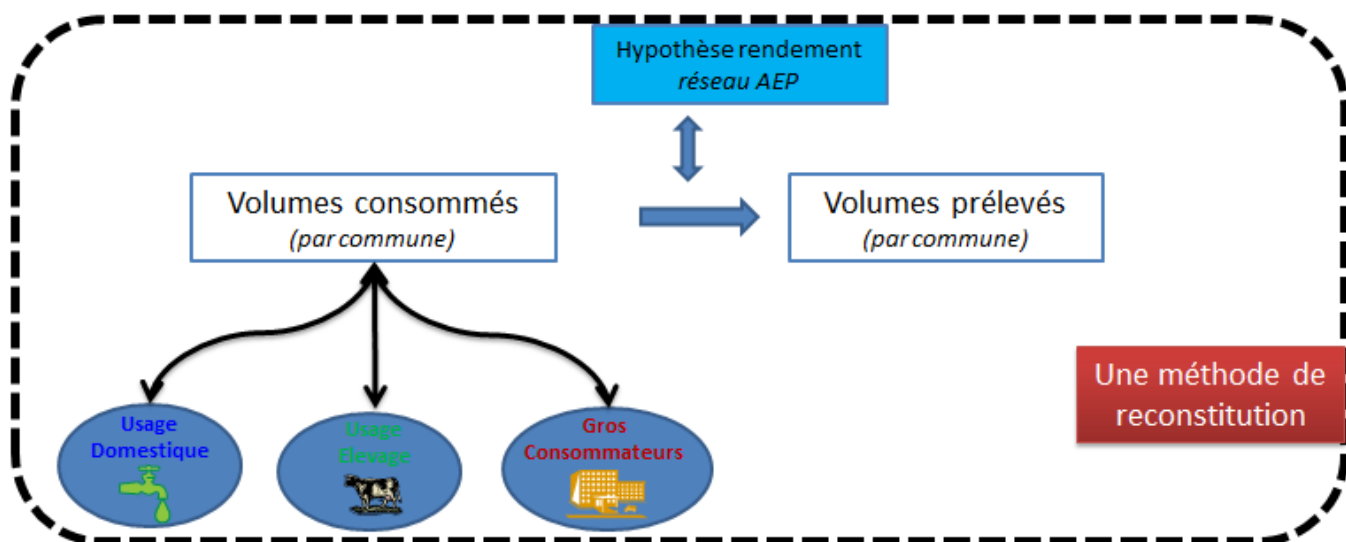 Hypothèse rendement
réseau AEP
Volumes consommés
(par commune)
Volumes prélevés
(par commune)
Une méthode de
reconstitution
Usage
Domestique
Usage
Elevage
Gros
Consommateurs